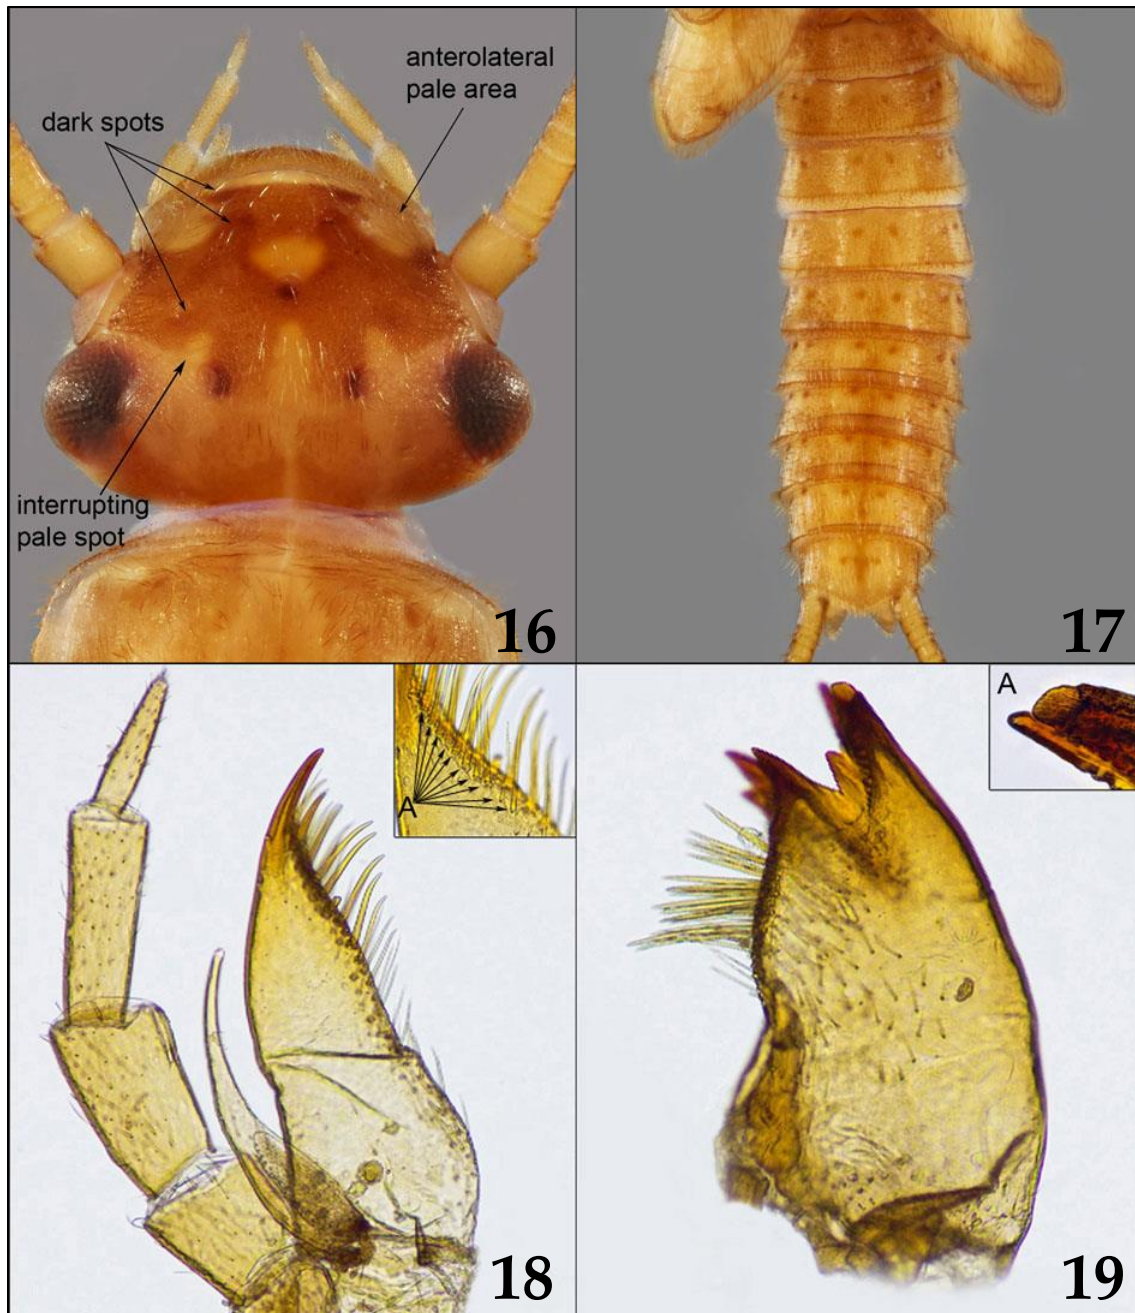 anterolateral
pale area
dark spots
interrupting
pale spot
16
17
A
18
A
19